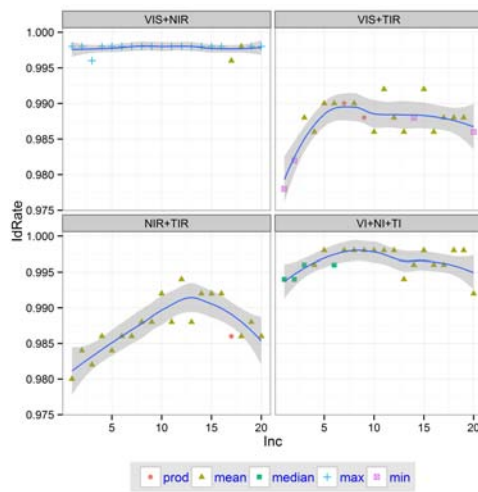 VIS+NIR VIS+TIR
1.000
0.995
0.990
0.985
0.980
0.975
NIR+TIR VI+NI+TI
1.000
0.995
0.990
0.985
0.980
0.975
IdRate
5 10 15 20 5 10 15 20
Inc
prod mean median max min